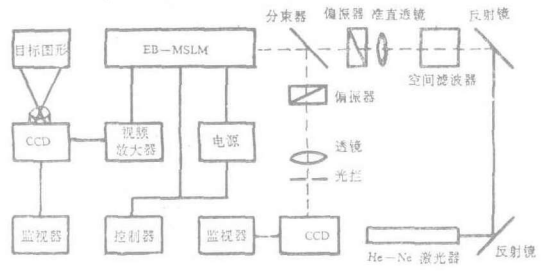 分束器
偏振器
准直透镜
反射镜
目标图形
EB-MSLM
空间滤波器
偏振器
CCD
视频
放大器
电源
透镜
光拦
监视器
控制器
监视器
CCD
He-Ne 激光器
反射镜